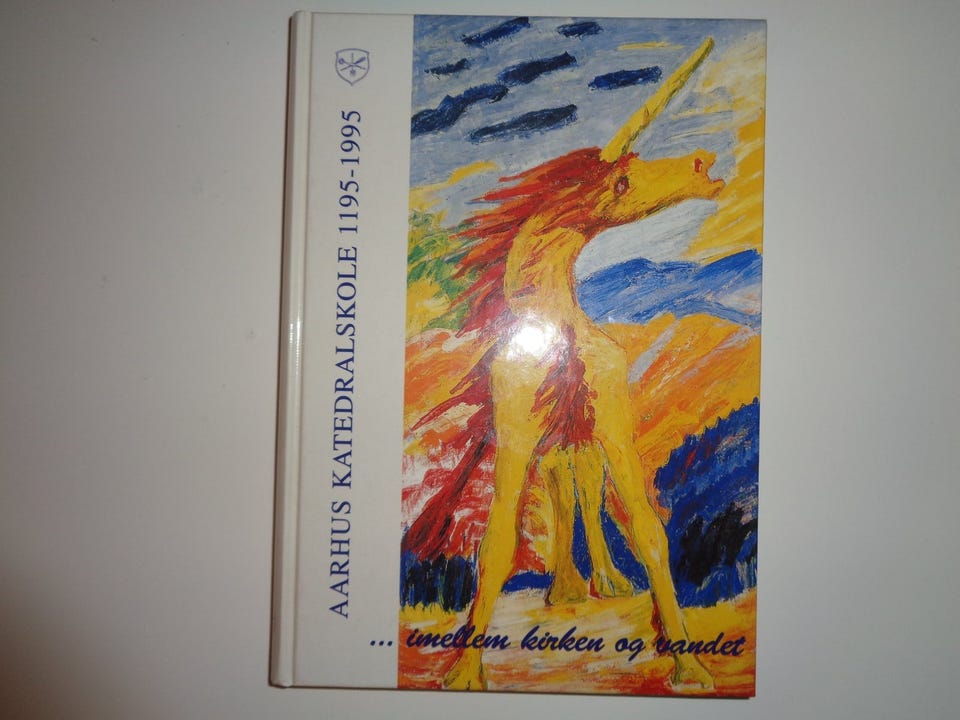 AARHUS KATEDRALSKOLE 1195-1995
... imellem kirken og vandet